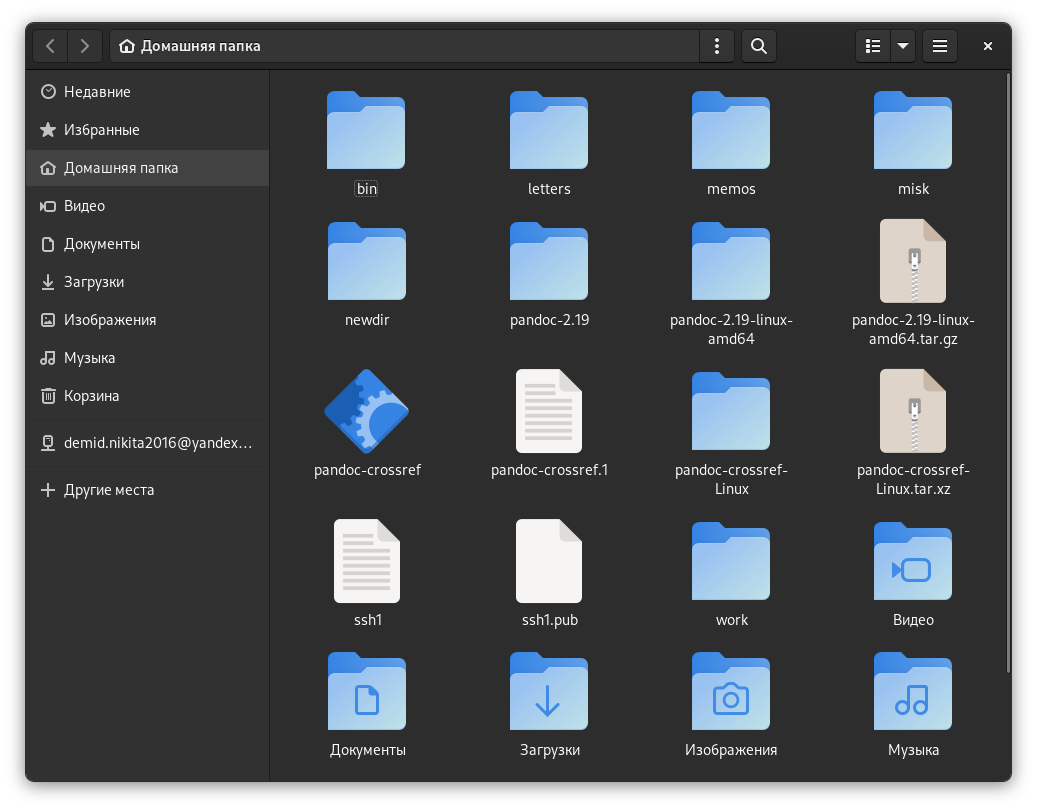 Домашняя папка
Недавние
Избранные
Домашняя папка
Видео
Документы
Загрузки
Изображения
Музыка
Корзина
demid.nikita2016@yandex...
Другие места
bin
letters
memos
misk
newdir
pandoc-2.19
pandoc-2.19-linux-
amd64
pandoc-2.19-linux-
amd64.tar.gz
pandoc-crossref
pandoc-crossref.1
pandoc-crossref-
Linux
pandoc-crossref-
Linux.tar.xz
ssh1
ssh1.pub
work
Видео
Документы
Загрузки
Изображения
Музыка